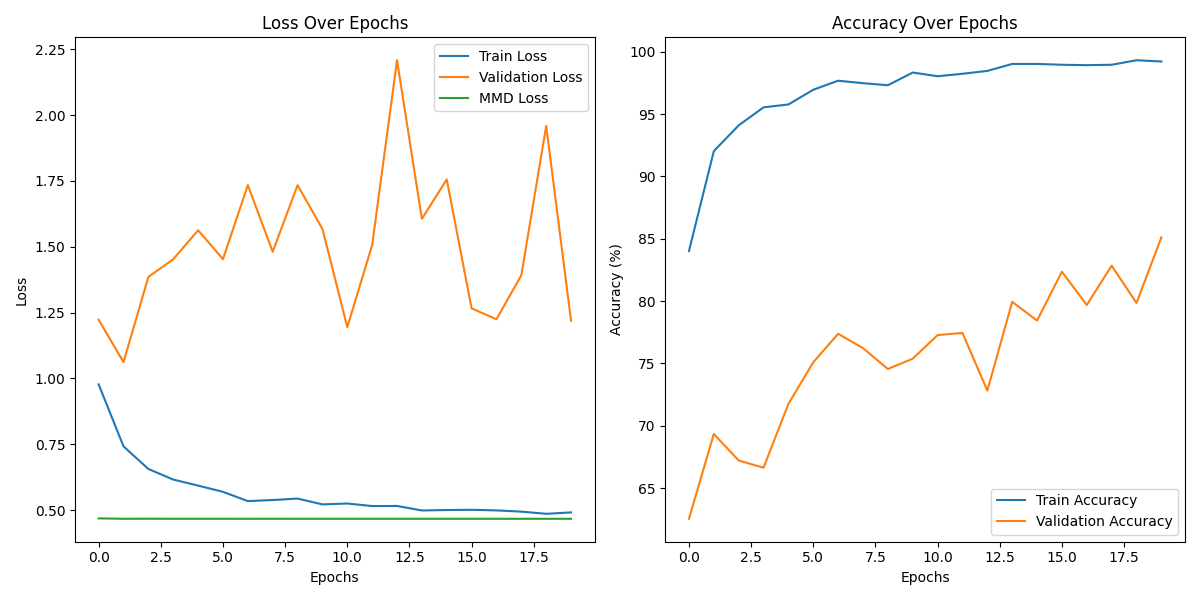 Loss Over Epochs
2.25
2.00
1.75
1.50
1.25
1.00
0.75
0.50
Loss
Train Loss
Validation Loss
MMD Loss
0.0 2.5 5.0 7.5 10.0 12.5 15.0 17.5
Epochs
Accuracy Over Epochs
100
95
90
85
80
75
70
65
Accuracy (%)
Train Accuracy
Validation Accuracy
0.0 2.5 5.0 7.5 10.0 12.5 15.0 17.5
Epochs